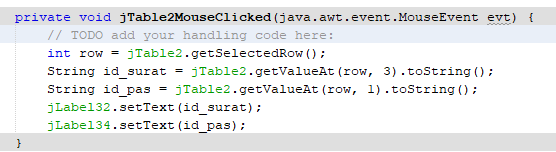 private void jTable2MouseClicked(java.awt.event.MouseEvent evt) {
// TODO add your handling code here:
int row = jTable2.getSelectedRow();
String id_surat = jTable2.getValueAt(row, 3).toString();
String id_pas = jTable2.getValueAt(row, 1).toString();
jLabel32.setText(id_surat);
jLabel34.setText(id_pas);
}